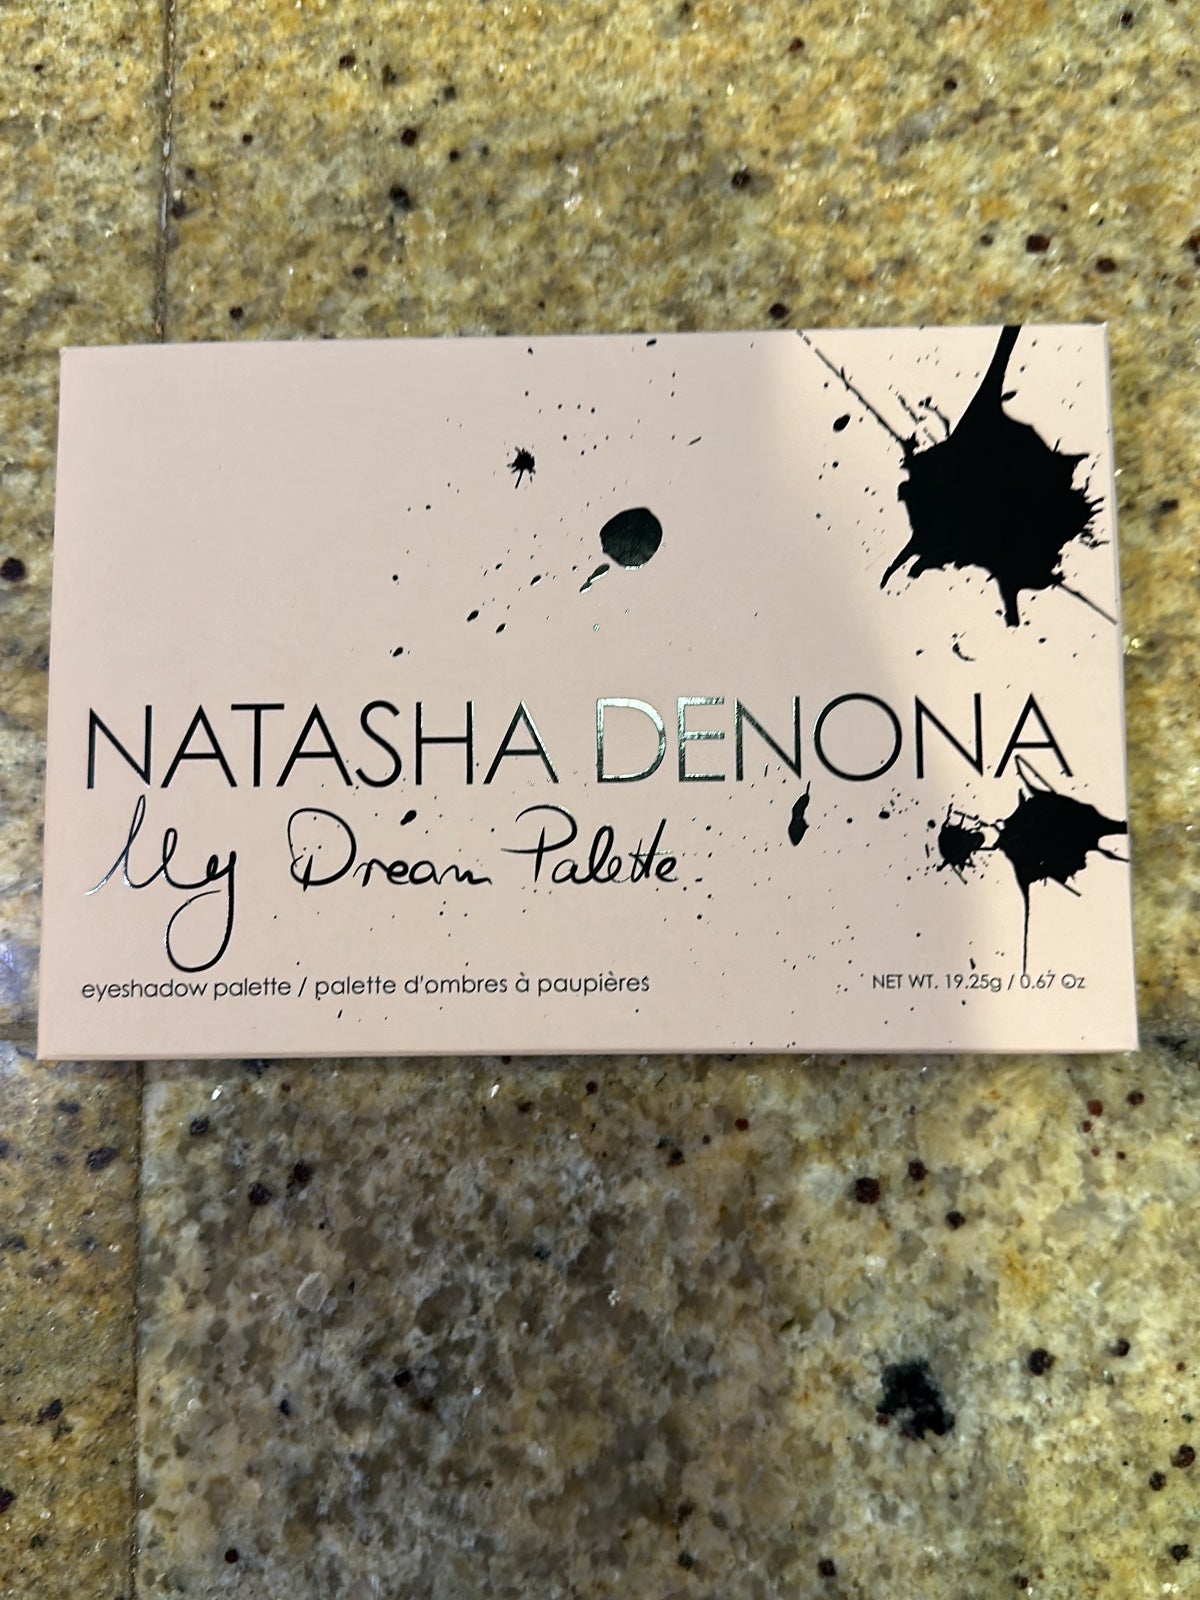 NATASHA DENONA
My Dream Palette
eyeshadow palette / palette d'ombres à paupières
NET WT. 19.25g / 0.67 Oz